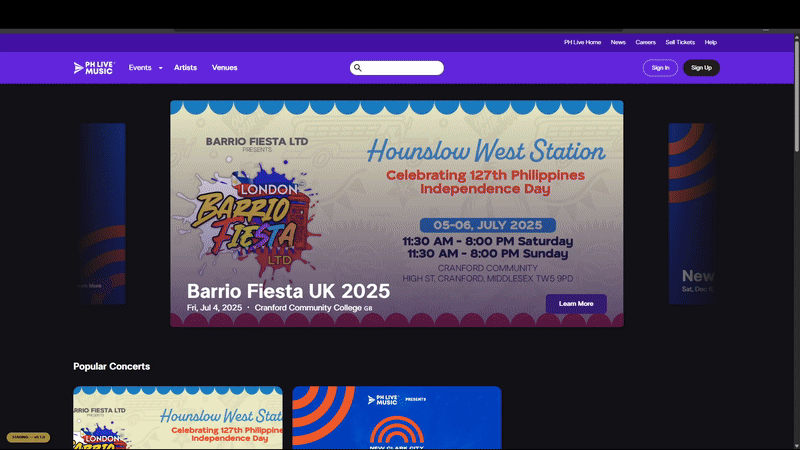 PH Live Home News Careers Sell Tickets Help
PH LIVE MUSIC Events Artists Venues Sign In Sign Up
BARRIO FIESTA LTD
PRESENTS
LONDON
BARRIO
FIESTA
LTD
Hounslow West Station
Celebrating 127th Philippines
Independence Day
05-06, JULY 2025
11:30 AM - 8:00 PM Saturday
11:30 AM - 8:00 PM Sunday
CRANFORD COMMUNITY
HIGH ST, CRANFORD, MIDDLESEX, TW5 9PD
Barrio Fiesta UK 2025
Fri, Jul 4, 2025 · Cranford Community College GB
Learn More
More
New
Sat, Dec
Popular Concerts
ARRIO FIESTA LTD
PRESENTS
LONDON
Hounslow West Stat
Celebrating 127th Philippines
Independence Day
PH LIVE MUSIC PRESENTS
NEW CLARK CITY